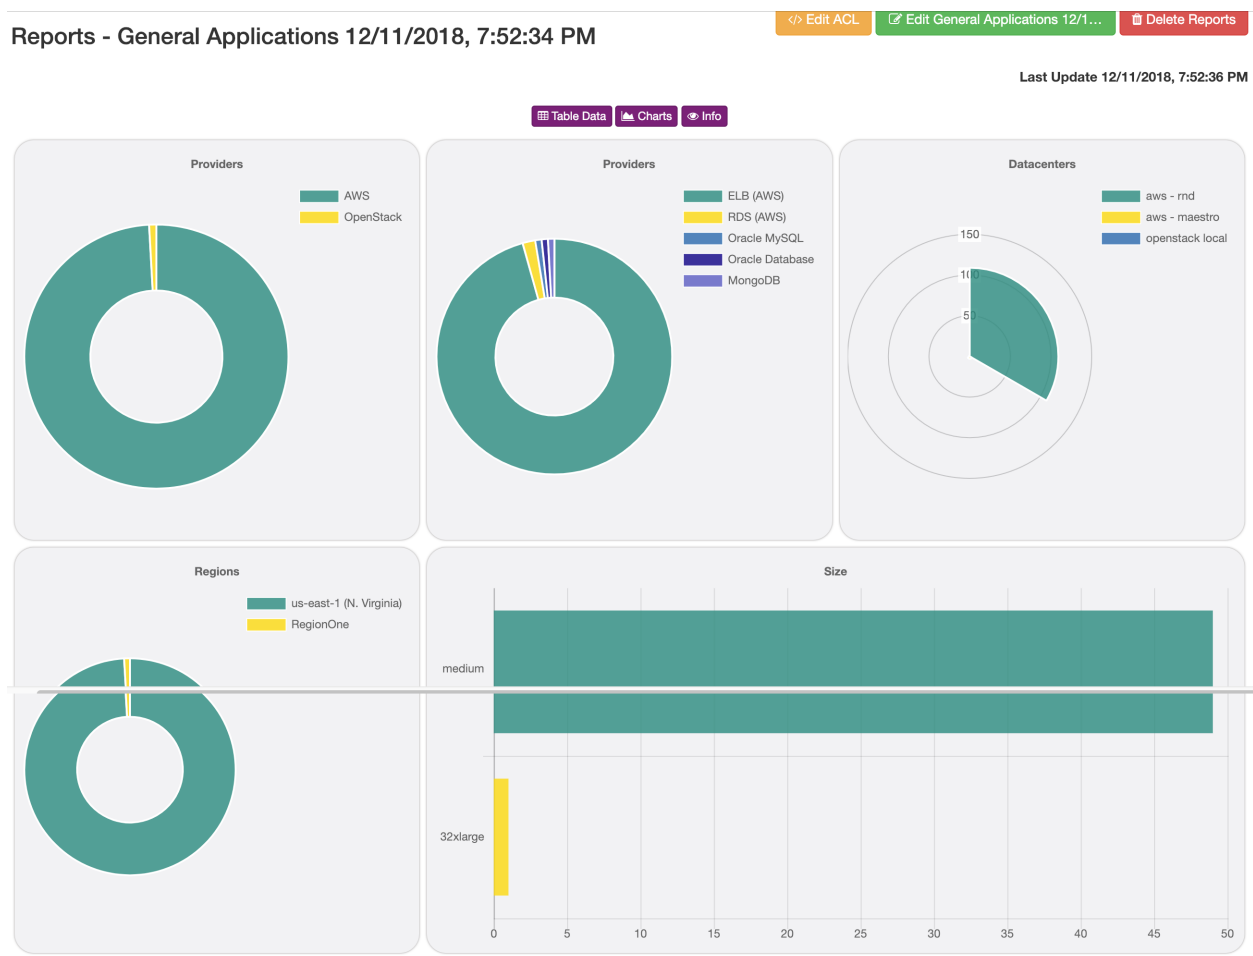 </> Edit ACL
Edit General Applications 12/1...
Delete Reports
Reports - General Applications 12/11/2018, 7:52:34 PM
Last Update 12/11/2018, 7:52:36 PM
Table Data
Charts
Info
Providers
AWS
OpenStack
Providers
ELB (AWS)
RDS (AWS)
Oracle MySQL
Oracle Database
MongoDB
Datacenters
aws - rnd
aws - maestro
openstack local
150
100
50
Regions
us-east-1 (N. Virginia)
RegionOne
Size
medium
32xlarge
0 5 10 15 20 25 30 35 40 45 50